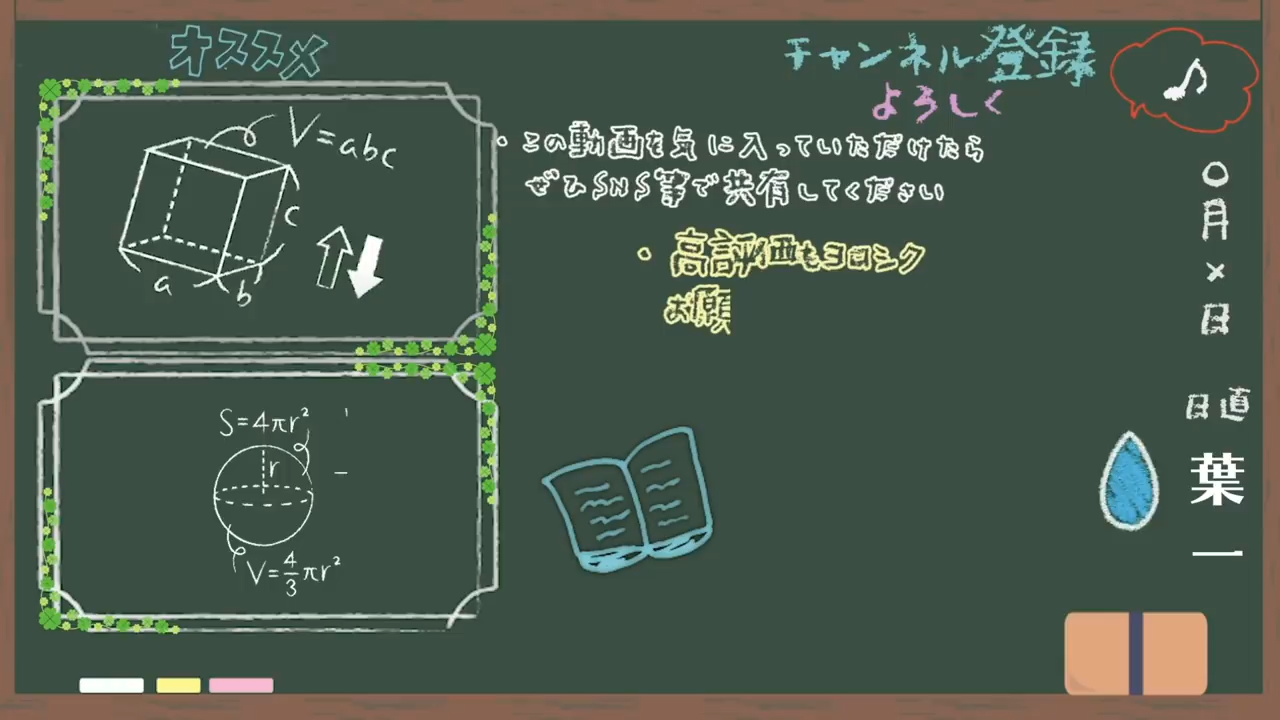 オススメ
V=abc
c
a
b
S=4πr²
r
V=4/3πr²
チャンネル登録
よろしく
・この動画を気に入っていただけたら
ぜひSNS等で共有してください
・高評価もヨロシク
お願
○月×日
日直
葉一